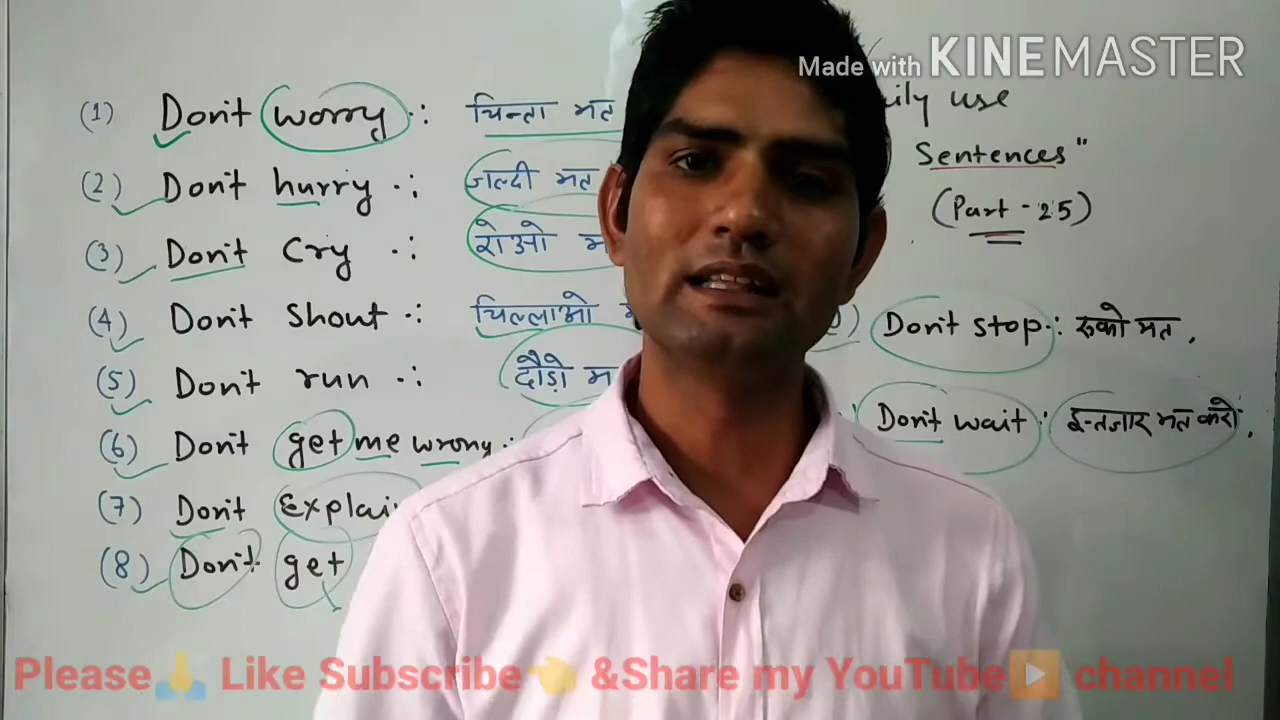 Made with KINEMASTER
ily use
Sentences"
(Part - 25)
(1) Don't worry : चिन्ता मत
(2) Don't hurry : जल्दी मत
(3) Don't Cry : रोओ म
(4) Don't Shout : चिल्लाओ
(5) Don't run : दौड़ो म
(6) Don't get me wrong :
(7) Don't Explai
(8) Don't get
Don't stop : रुको मत .
Don't wait : इन्तजार मत करो .
Please🙏 Like Subscribe👈 &Share my YouTube▶️ channel